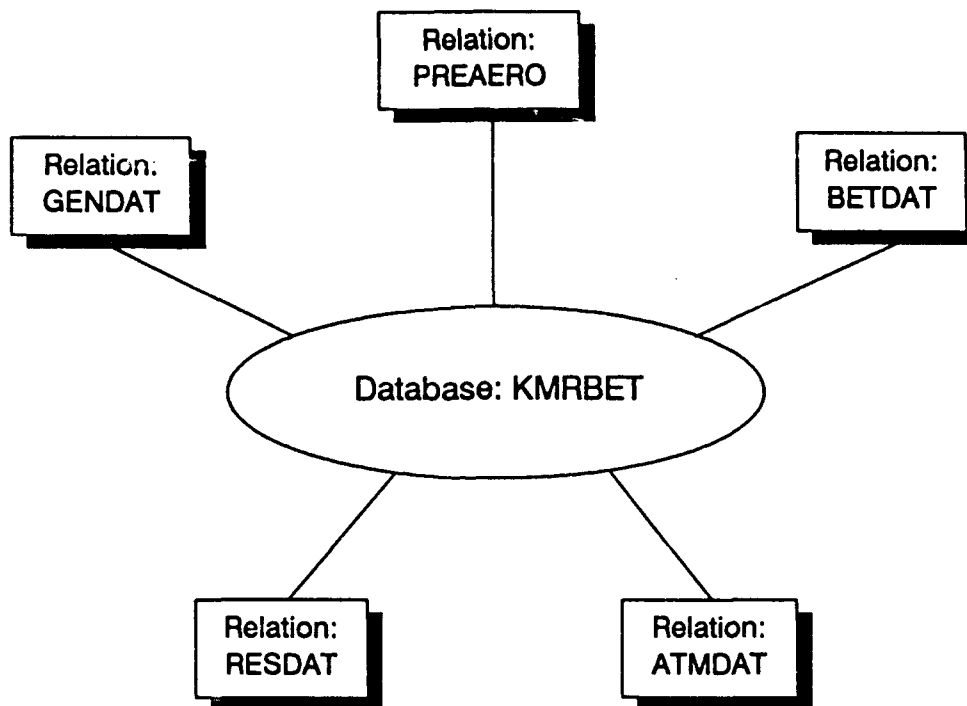 Relation:
PREAERO
Relation:
GENDAT
Relation:
BETDAT
Database: KMRBET
Relation:
RESDAT
Relation:
ATMDAT